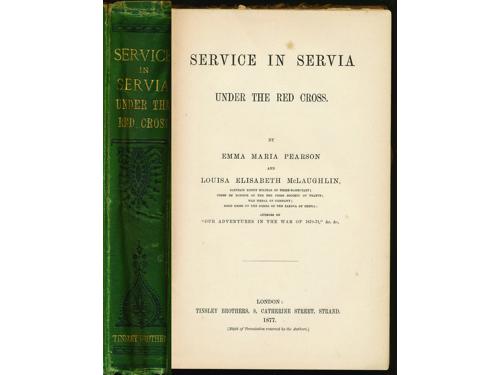 SERVICE
IN
SERVIA
UNDER THE
RED CROSS
TINSLEY BROTHERS
SERVICE IN SERVIA
UNDER THE RED CROSS.
BY
EMMA MARIA PEARSON
AND
LOUISA ELISABETH McLAUGHLIN,
AUTHORS OF
"OUR ADVENTURES IN THE WAR OF 1870-71," &c. &c.
LONDON:
TINSLEY BROTHERS, 8, CATHERINE STREET, STRAND.
1877.
[Right of Translation reserved by the Authors.]